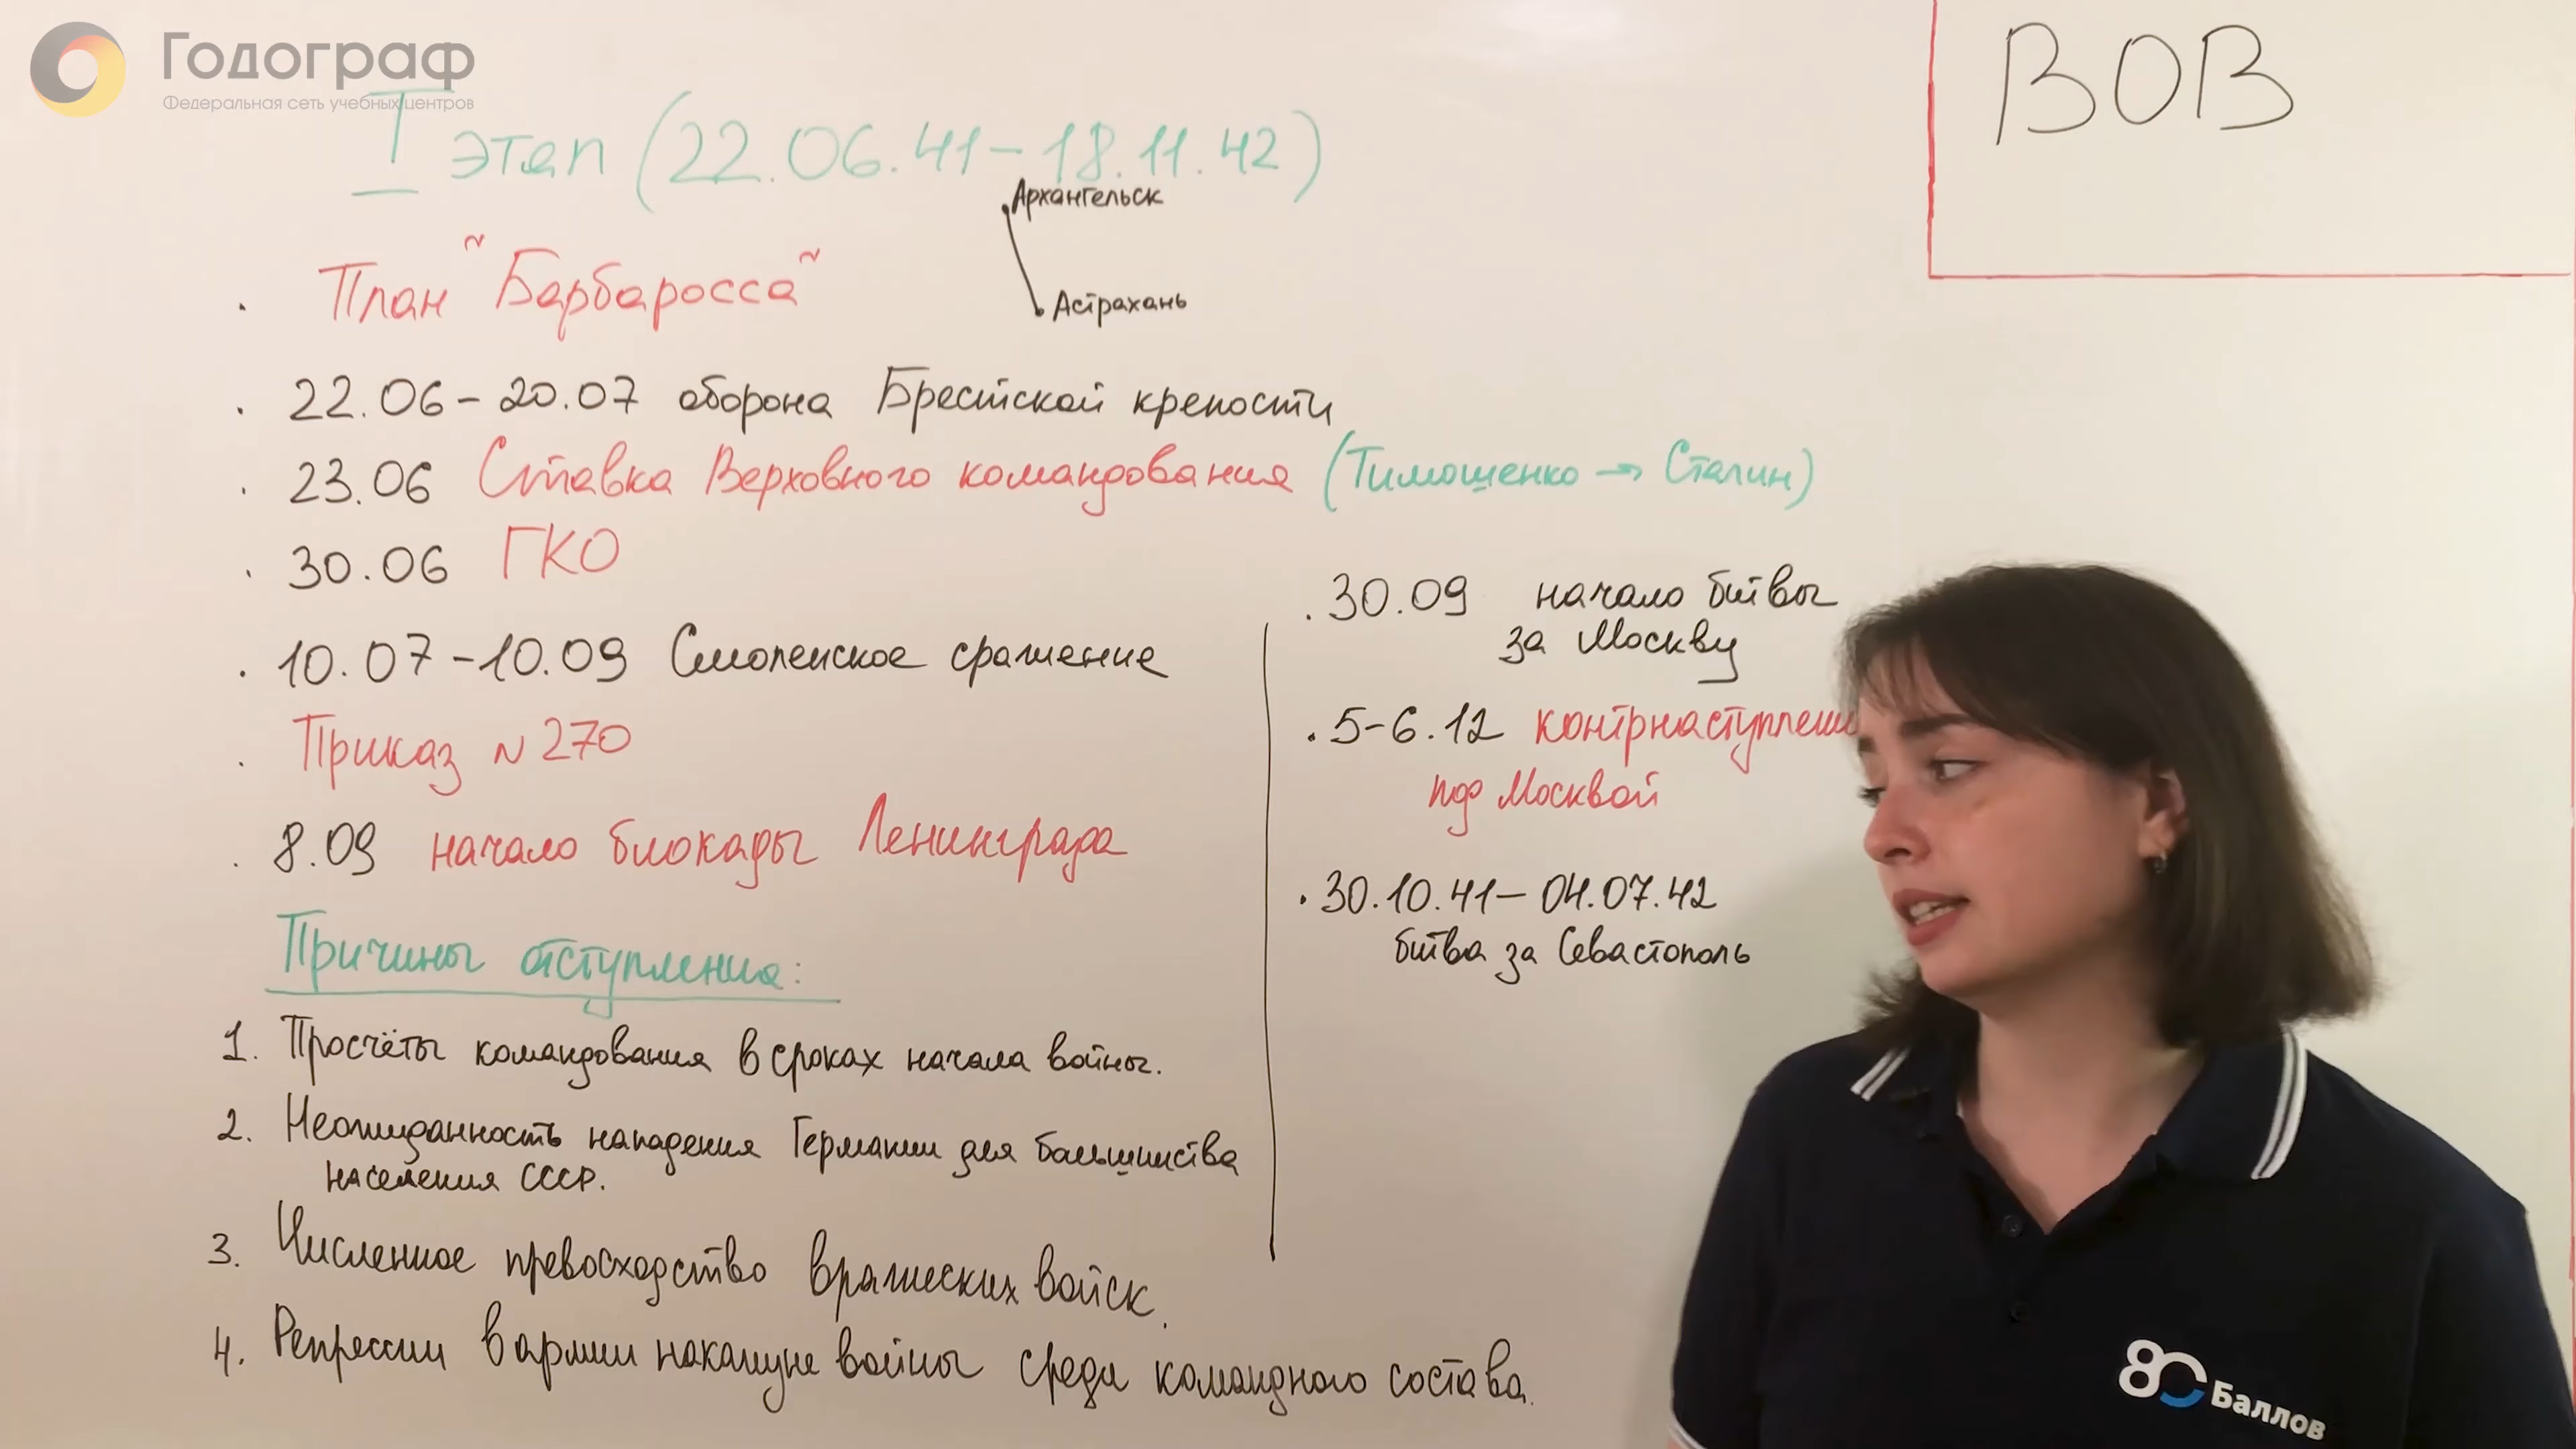 Годограф
Федеральная сеть учебных центров
ВОВ
I этап (22.06.41-18.11.42)
Архангельск
Астрахань
· План "Барбаросса"
· 22.06-20.07 оборона Брестской крепости
· 23.06 Ставка Верховного командования (Тимошенко → Сталин)
· 30.06 ГКО
· 10.07-10.09 Смоленское сражение
· Приказ N270
· 8.09 начало блокады Ленинграда
Причины отступления:
1. Просчёты командования в сроках начала войны.
2. Неожиданность нападения Германии для большинства
населения СССР.
3. Численное превосходство вражеских войск.
4. Репрессии в армии накануне войны среди командного состава.
· 30.09 начало битвы
за Москву
· 5-6.12 контрнаступлени
под Москвой
· 30.10.41-04.07.42
битва за Севастополь
80 Баллов